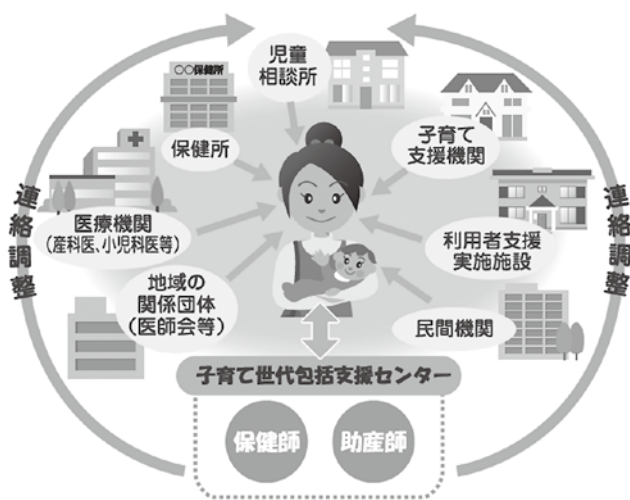 児童
相談所
〇〇保健所
保健所
子育て
支援機関
医療機関
(産科医、小児科医等)
利用者支援
実施施設
地域の
関係団体
(医師会等)
民間機関
連絡調整
連絡調整
子育て世代包括支援センター
保健師
助産師